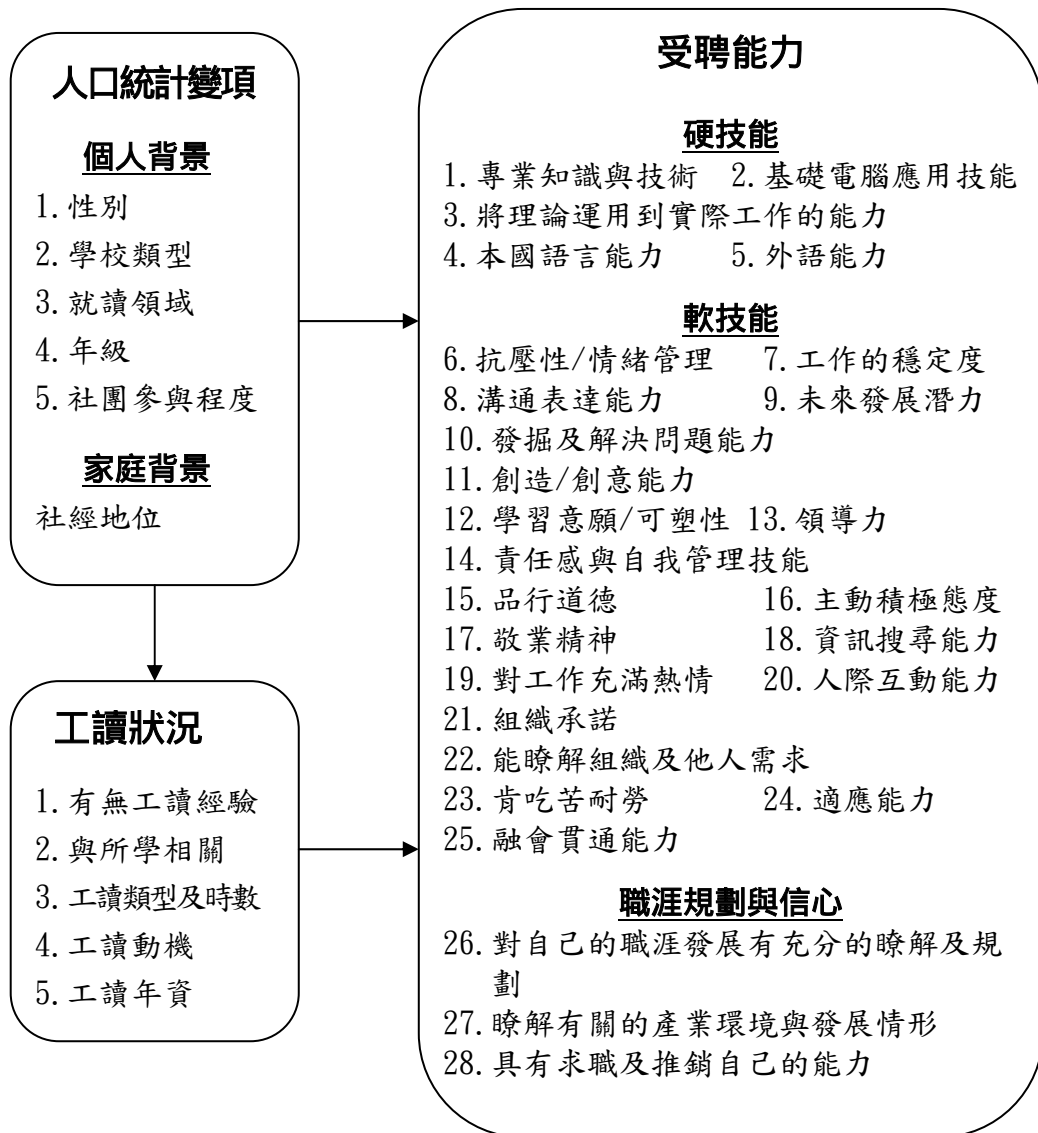 人口統計變項
個人背景
1.性別
2.學校類型
3.就讀領域
4.年級
5.社團參與程度
家庭背景
社經地位
工讀狀況
1.有無工讀經驗
2.與所學相關
3.工讀類型及時數
4.工讀動機
5.工讀年資
受聘能力
硬技能
1.專業知識與技術 2.基礎電腦應用技能
3.將理論運用到實際工作的能力
4.本國語言能力 5.外語能力
軟技能
6.抗壓性/情緒管理 7.工作的穩定度
8.溝通表達能力 9.未來發展潛力
10.發掘及解決問題能力
11.創造/創意能力
12.學習意願/可塑性 13.領導力
14.責任感與自我管理技能
15.品行道德 16.主動積極態度
17.敬業精神 18.資訊搜尋能力
19.對工作充滿熱情 20.人際互動能力
21.組織承諾
22.能瞭解組織及他人需求
23.肯吃苦耐勞 24.適應能力
25.融會貫通能力
職涯規劃與信心
26.對自己的職涯發展有充分的瞭解及規
劃
27.瞭解有關的產業環境與發展情形
28.具有求職及推銷自己的能力